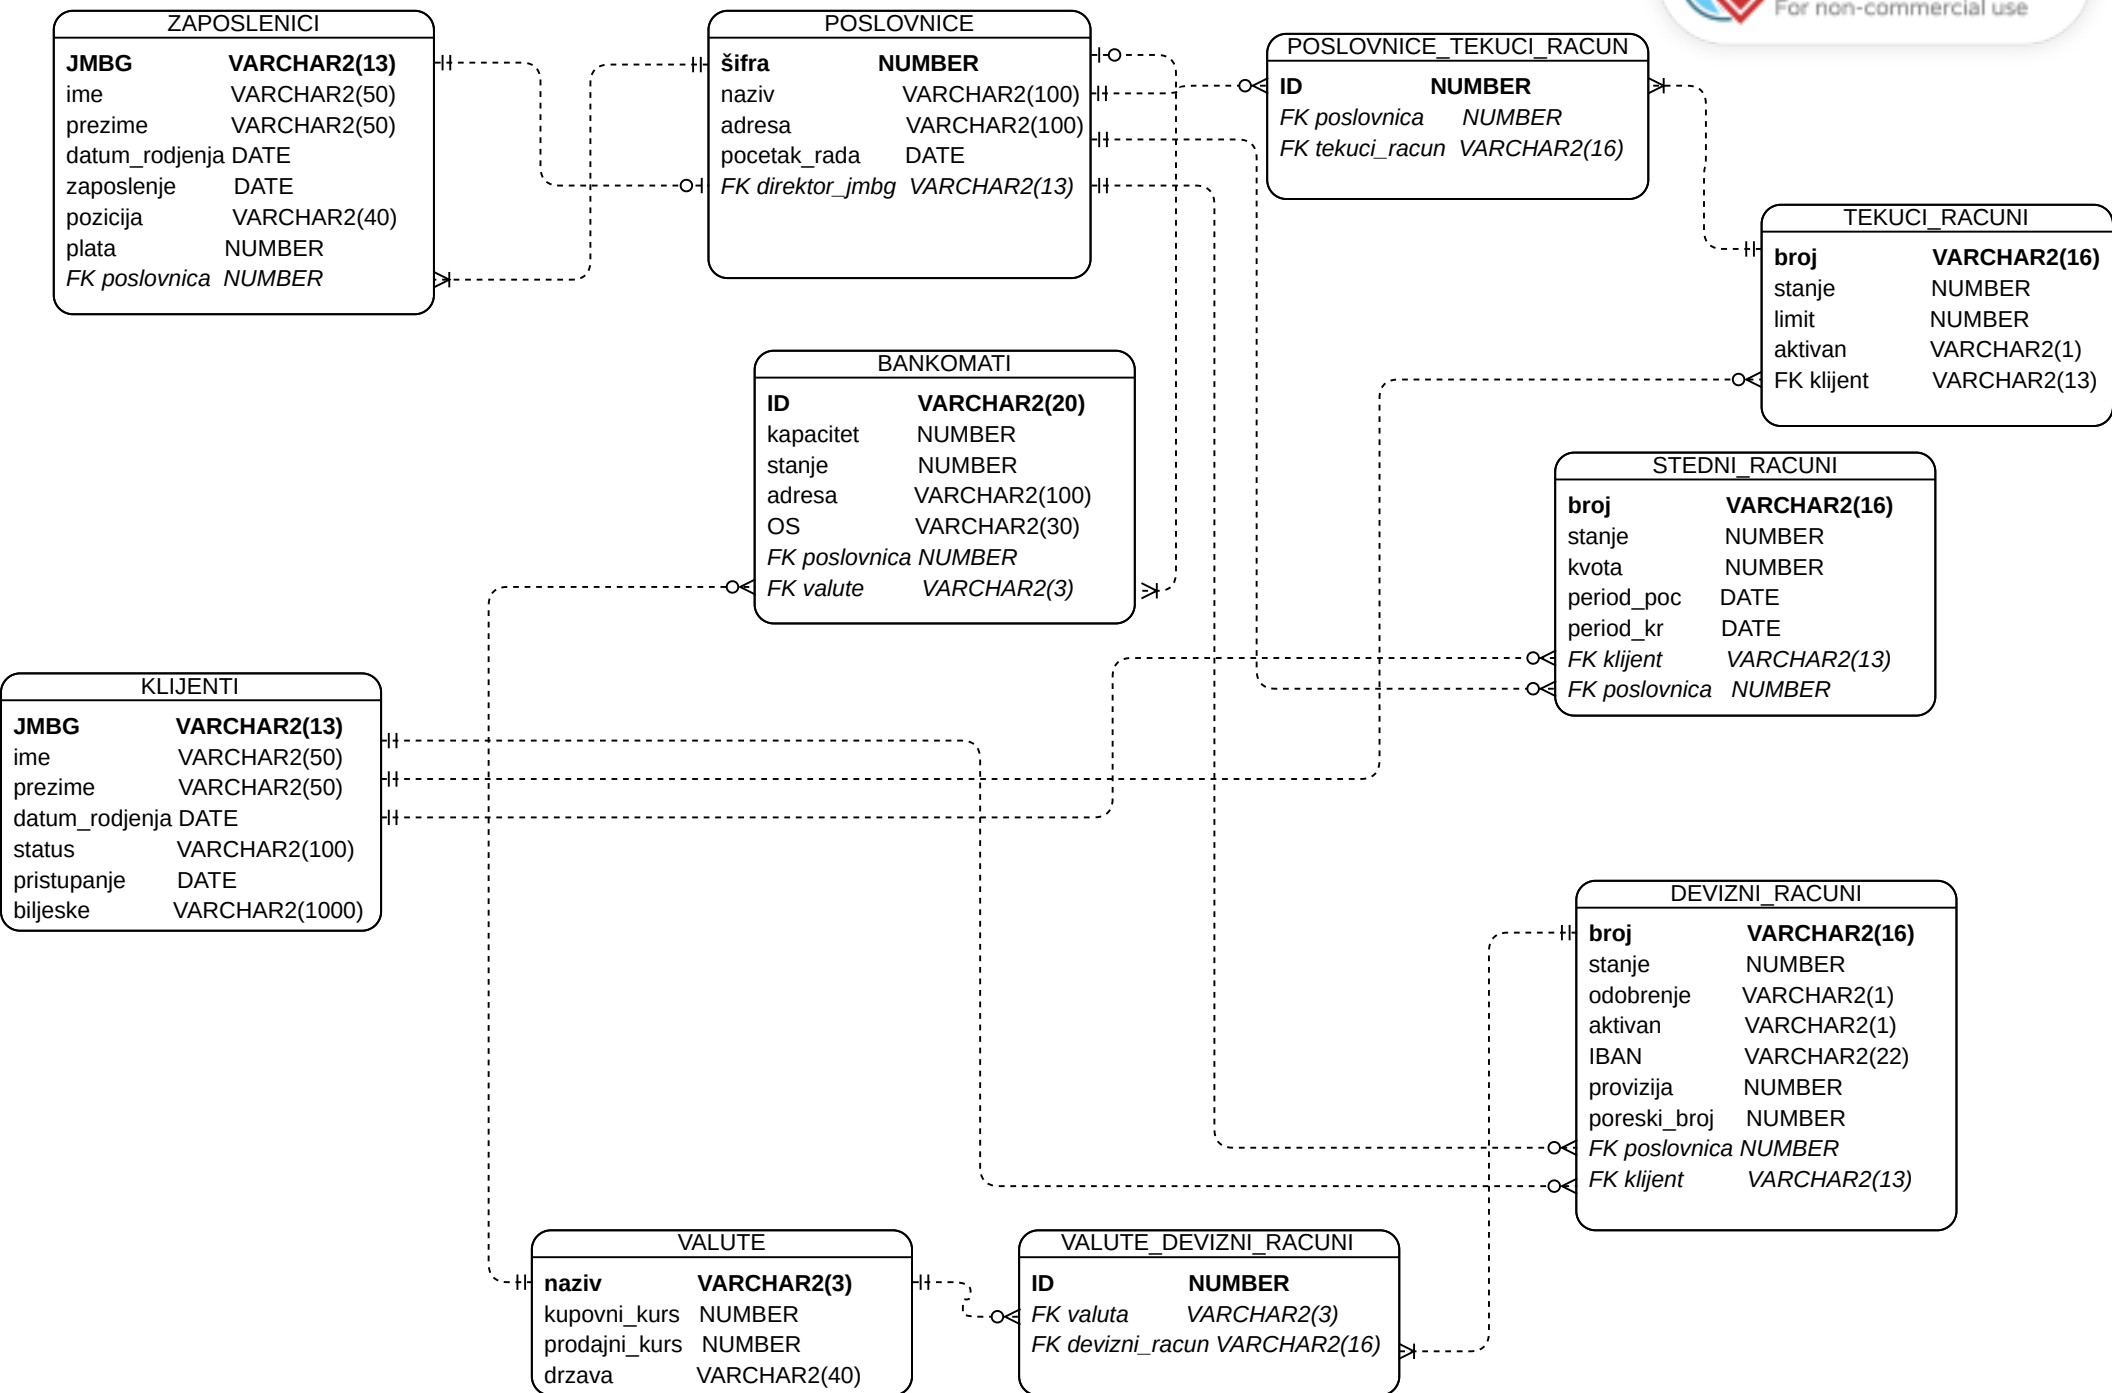 For non-commercial use
ZAPOSLENICI
JMBG VARCHAR2(13)
ime VARCHAR2(50)
prezime VARCHAR2(50)
datum_rodjenja DATE
zaposlenje DATE
pozicija VARCHAR2(40)
plata NUMBER
FK poslovnica NUMBER
POSLOVNICE
šifra NUMBER
naziv VARCHAR2(100)
adresa VARCHAR2(100)
pocetak_rada DATE
FK direktor_jmbg VARCHAR2(13)
POSLOVNICE_TEKUCI_RACUN
ID NUMBER
FK poslovnica NUMBER
FK tekuci_racun VARCHAR2(16)
TEKUCI_RACUNI
broj VARCHAR2(16)
stanje NUMBER
limit NUMBER
aktivan VARCHAR2(1)
FK klijent VARCHAR2(13)
BANKOMATI
ID VARCHAR2(20)
kapacitet NUMBER
stanje NUMBER
adresa VARCHAR2(100)
OS VARCHAR2(30)
FK poslovnica NUMBER
FK valute VARCHAR2(3)
STEDNI_RACUNI
broj VARCHAR2(16)
stanje NUMBER
kvota NUMBER
period_poc DATE
period_kr DATE
FK klijent VARCHAR2(13)
FK poslovnica NUMBER
KLIJENTI
JMBG VARCHAR2(13)
ime VARCHAR2(50)
prezime VARCHAR2(50)
datum_rodjenja DATE
status VARCHAR2(100)
pristupanje DATE
biljeske VARCHAR2(1000)
DEVIZNI_RACUNI
broj VARCHAR2(16)
stanje NUMBER
odobrenje VARCHAR2(1)
aktivan VARCHAR2(1)
IBAN VARCHAR2(22)
provizija NUMBER
poreski_broj NUMBER
FK poslovnica NUMBER
FK klijent VARCHAR2(13)
VALUTE
naziv VARCHAR2(3)
kupovni_kurs NUMBER
prodajni_kurs NUMBER
drzava VARCHAR2(40)
VALUTE_DEVIZNI_RACUNI
ID NUMBER
FK valuta VARCHAR2(3)
FK devizni_racun VARCHAR2(16)